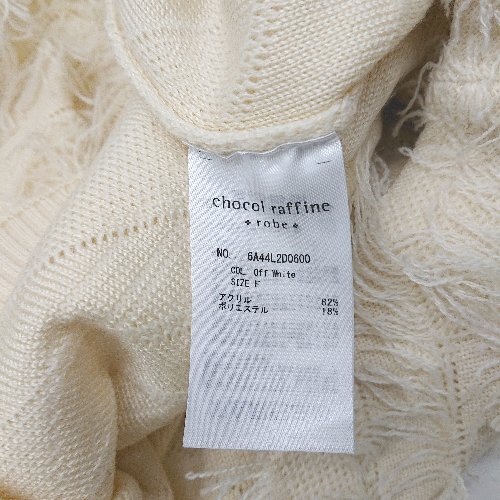 chocol raffine
robe
NO. 6A44L2D0600
COL Off White
SIZE F
アクリル 82%
ポリエステル 18%